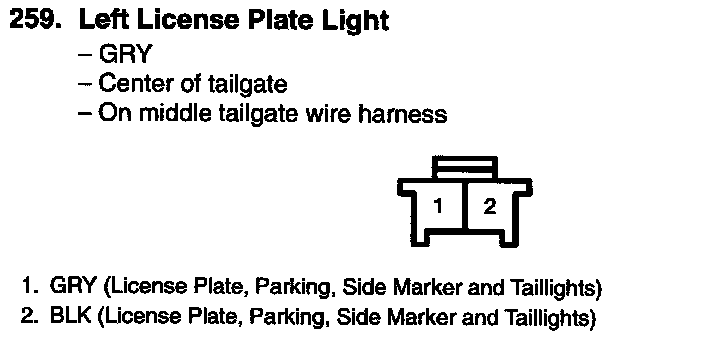 259. Left License Plate Light
– GRY
– Center of tailgate
– On middle tailgate wire harness
1 2
1. GRY (License Plate, Parking, Side Marker and Taillights)
2. BLK (License Plate, Parking, Side Marker and Taillights)